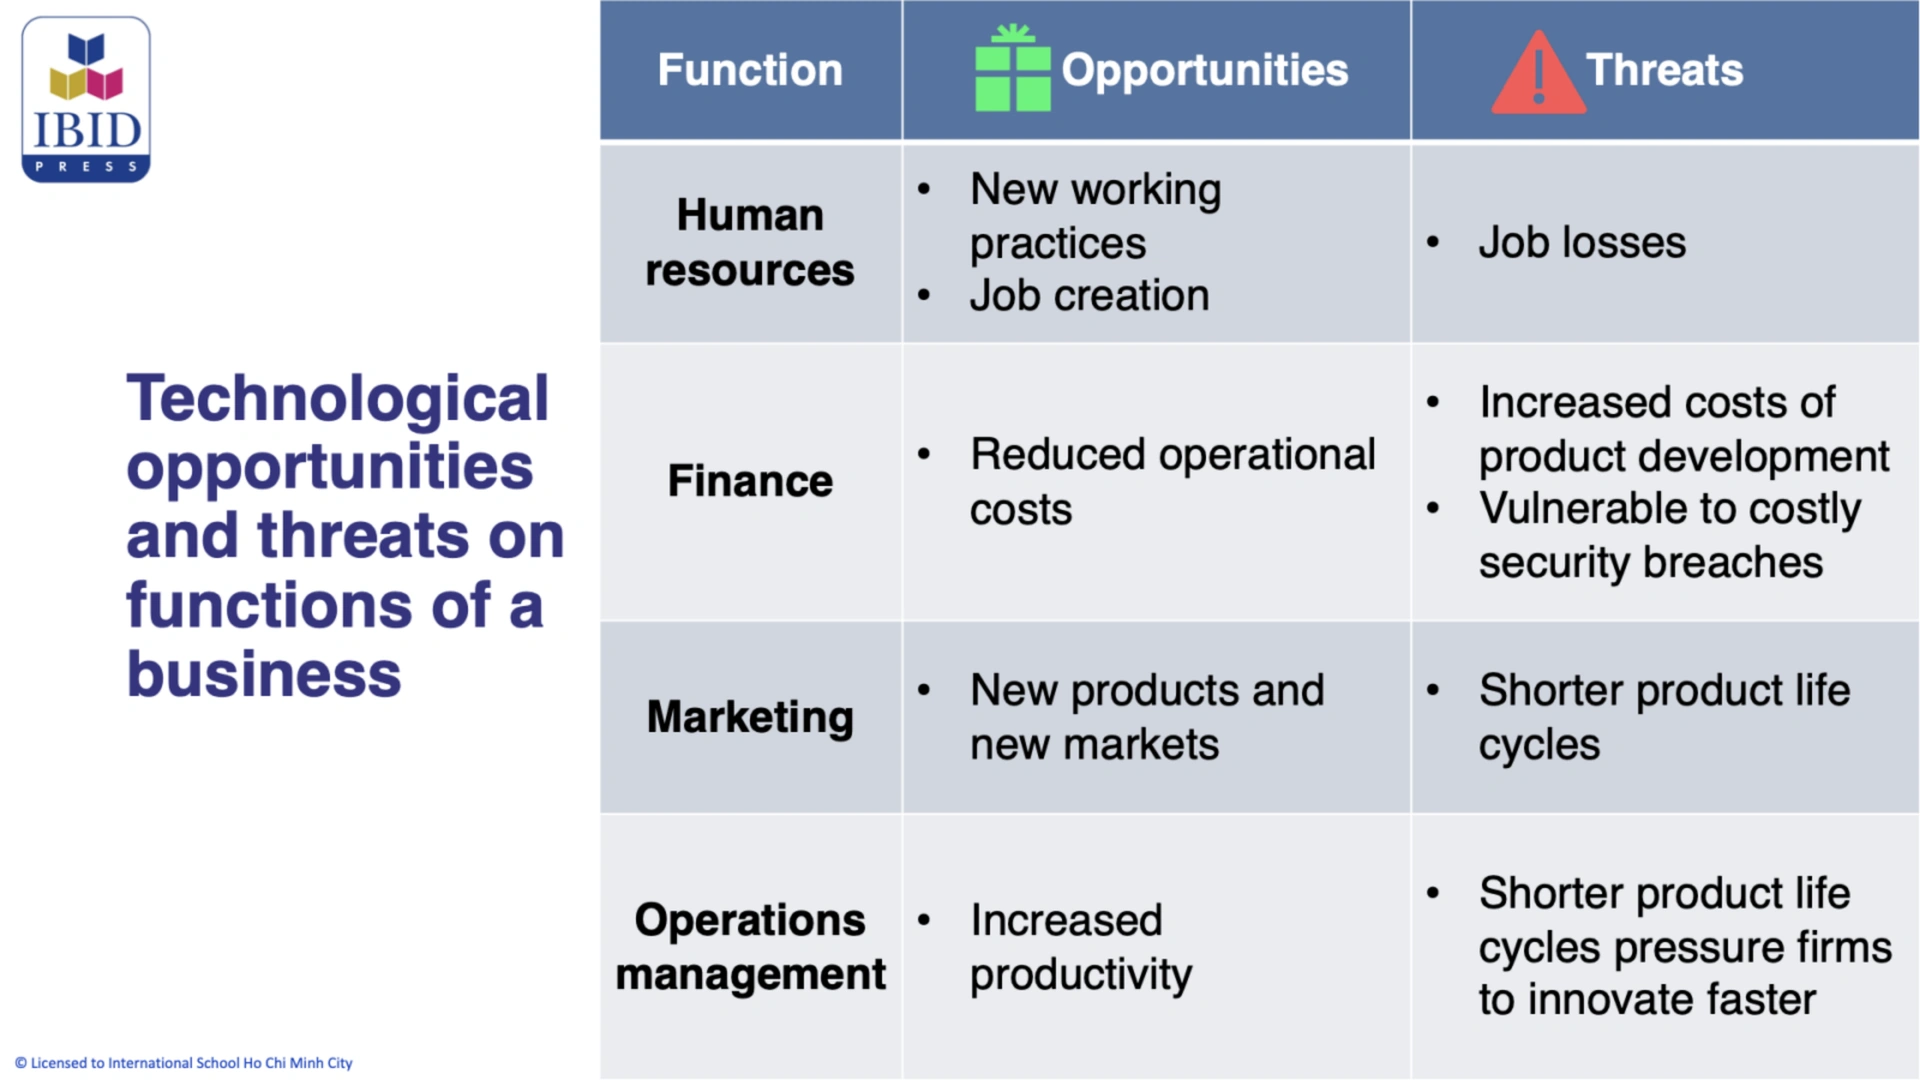 IBID
PRESS
Technological
opportunities
and threats on
functions of a
business
Function
Opportunities
Threats
Human
resources
• New working
practices
• Job creation
• Job losses
Finance
• Reduced operational
costs
• Increased costs of
product development
• Vulnerable to costly
security breaches
Marketing
• New products and
new markets
• Shorter product life
cycles
Operations
management
• Increased
productivity
• Shorter product life
cycles pressure firms
to innovate faster
© Licensed to International School Ho Chi Minh City